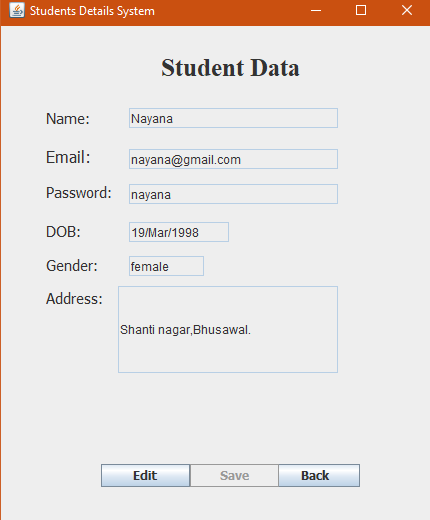 Students Details System
Student Data
Name: Nayana
Email: nayana@gmail.com
Password: nayana
DOB: 19/Mar/1998
Gender: female
Address: Shanti nagar,Bhusawal.
Edit Save Back